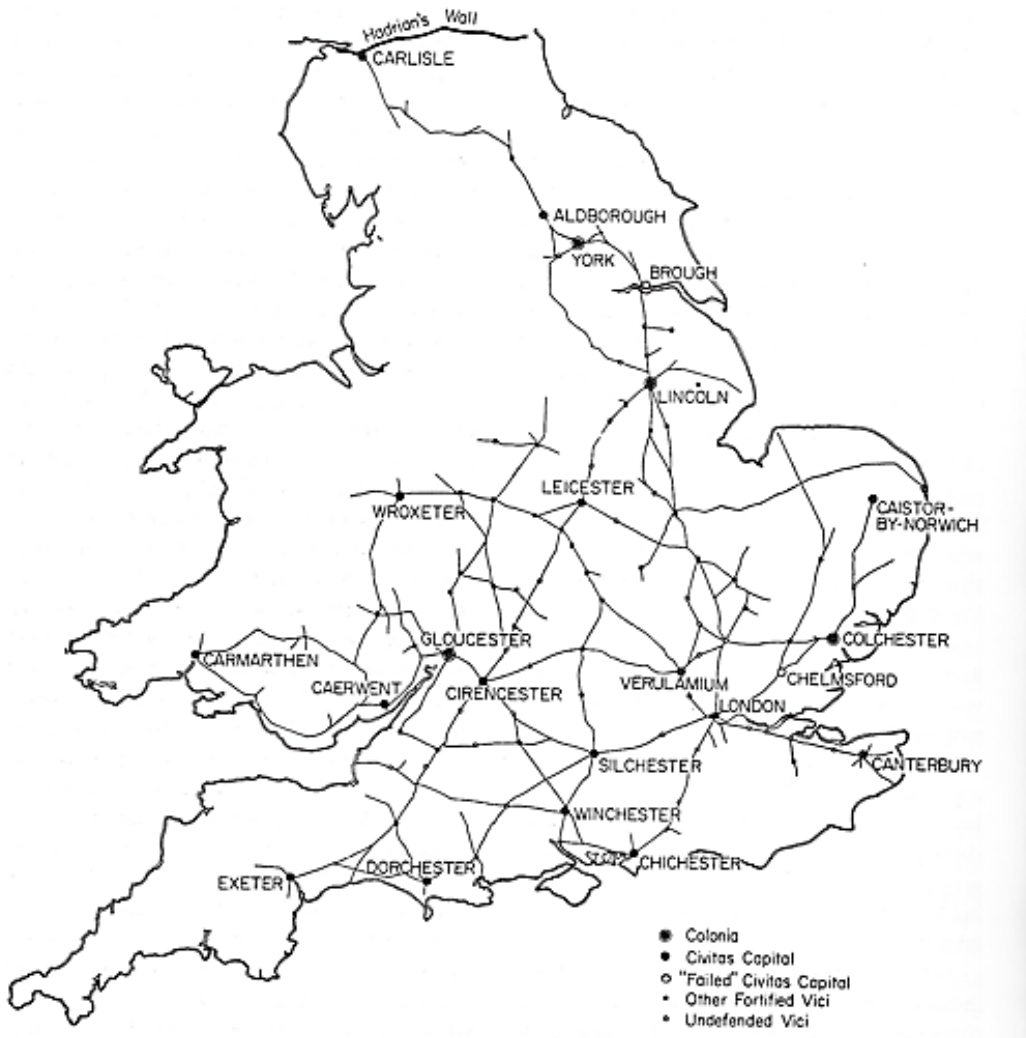 Hadrian's Wall
CARLISLE
ALDBOROUGH
YORK
BROUGH
LINCOLN
LEICESTER
WROXETER
CAISTOR-
BY-NORWICH
GLOUCESTER
COLCHESTER
CARMARTHEN
CAERWENT
CIRENCESTER
VERULAMIUM
CHELMSFORD
LONDON
SILCHESTER
CANTERBURY
WINCHESTER
CHICHESTER
DORCHESTER
EXETER
Colonia
Civitas Capital
"Failed" Civitas Capital
Other Fortified Vici
Undefended Vici